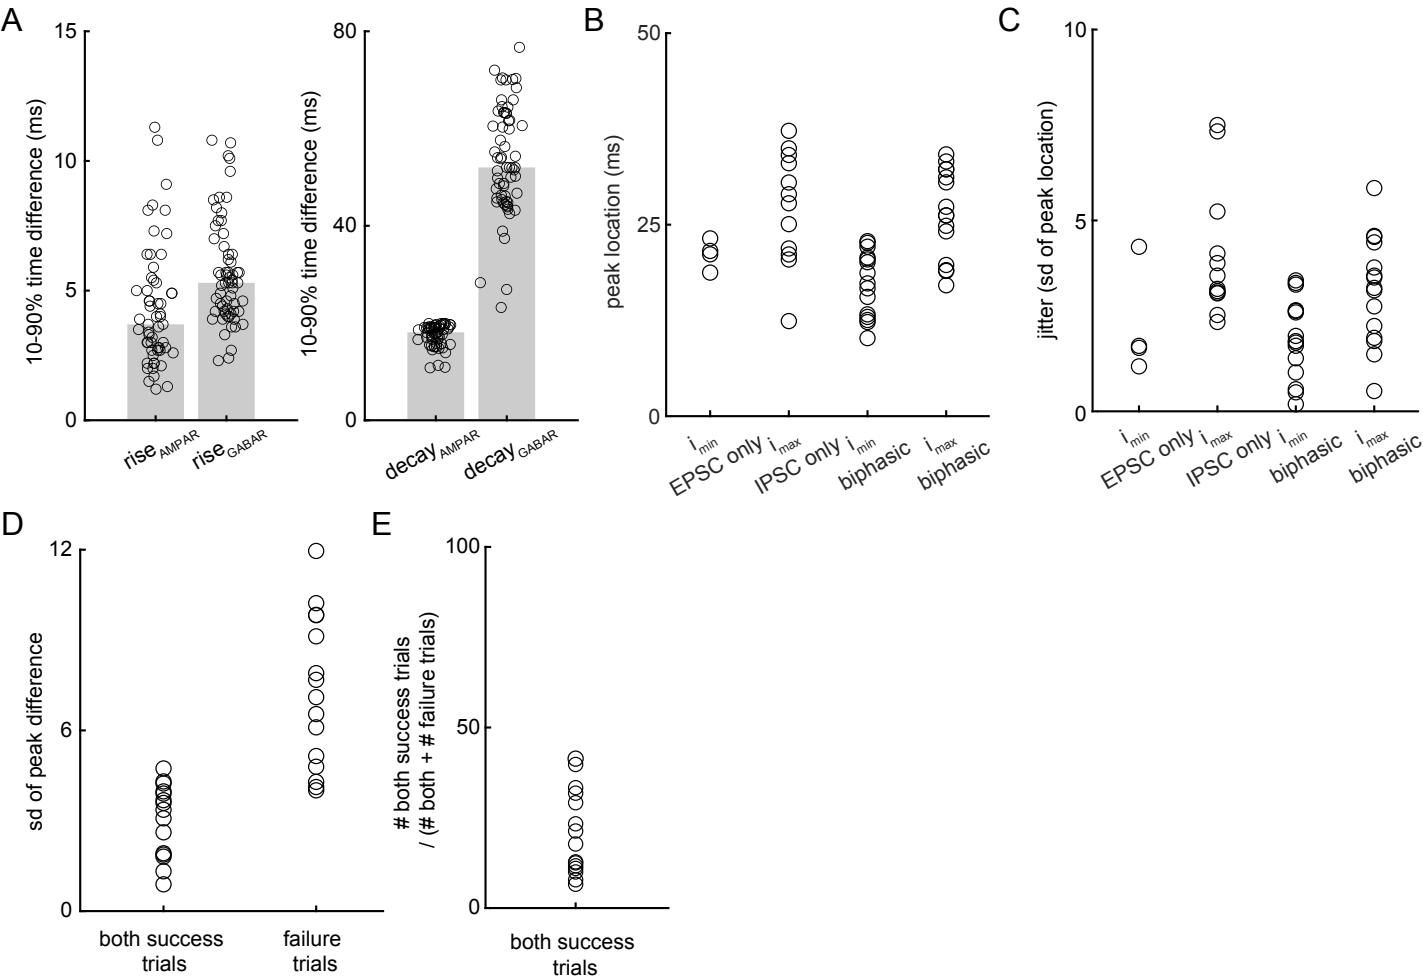 A
15
10
5
0
10-90% time difference (ms)
rise AMPAR
rise GABAR
80
40
0
10-90% time difference (ms)
decay AMPAR
decay GABAR
B
50
25
0
peak location (ms)
i min
EPSC only
i max
IPSC only
i min
biphasic
i max
biphasic
C
10
5
0
jitter (sd of peak location)
i min
EPSC only
i max
IPSC only
i min
biphasic
i max
biphasic
D
12
6
0
sd of peak difference
both success
trials
failure
trials
E
100
50
0
# both success trials
/ (# both + # failure trials)
both success
trials